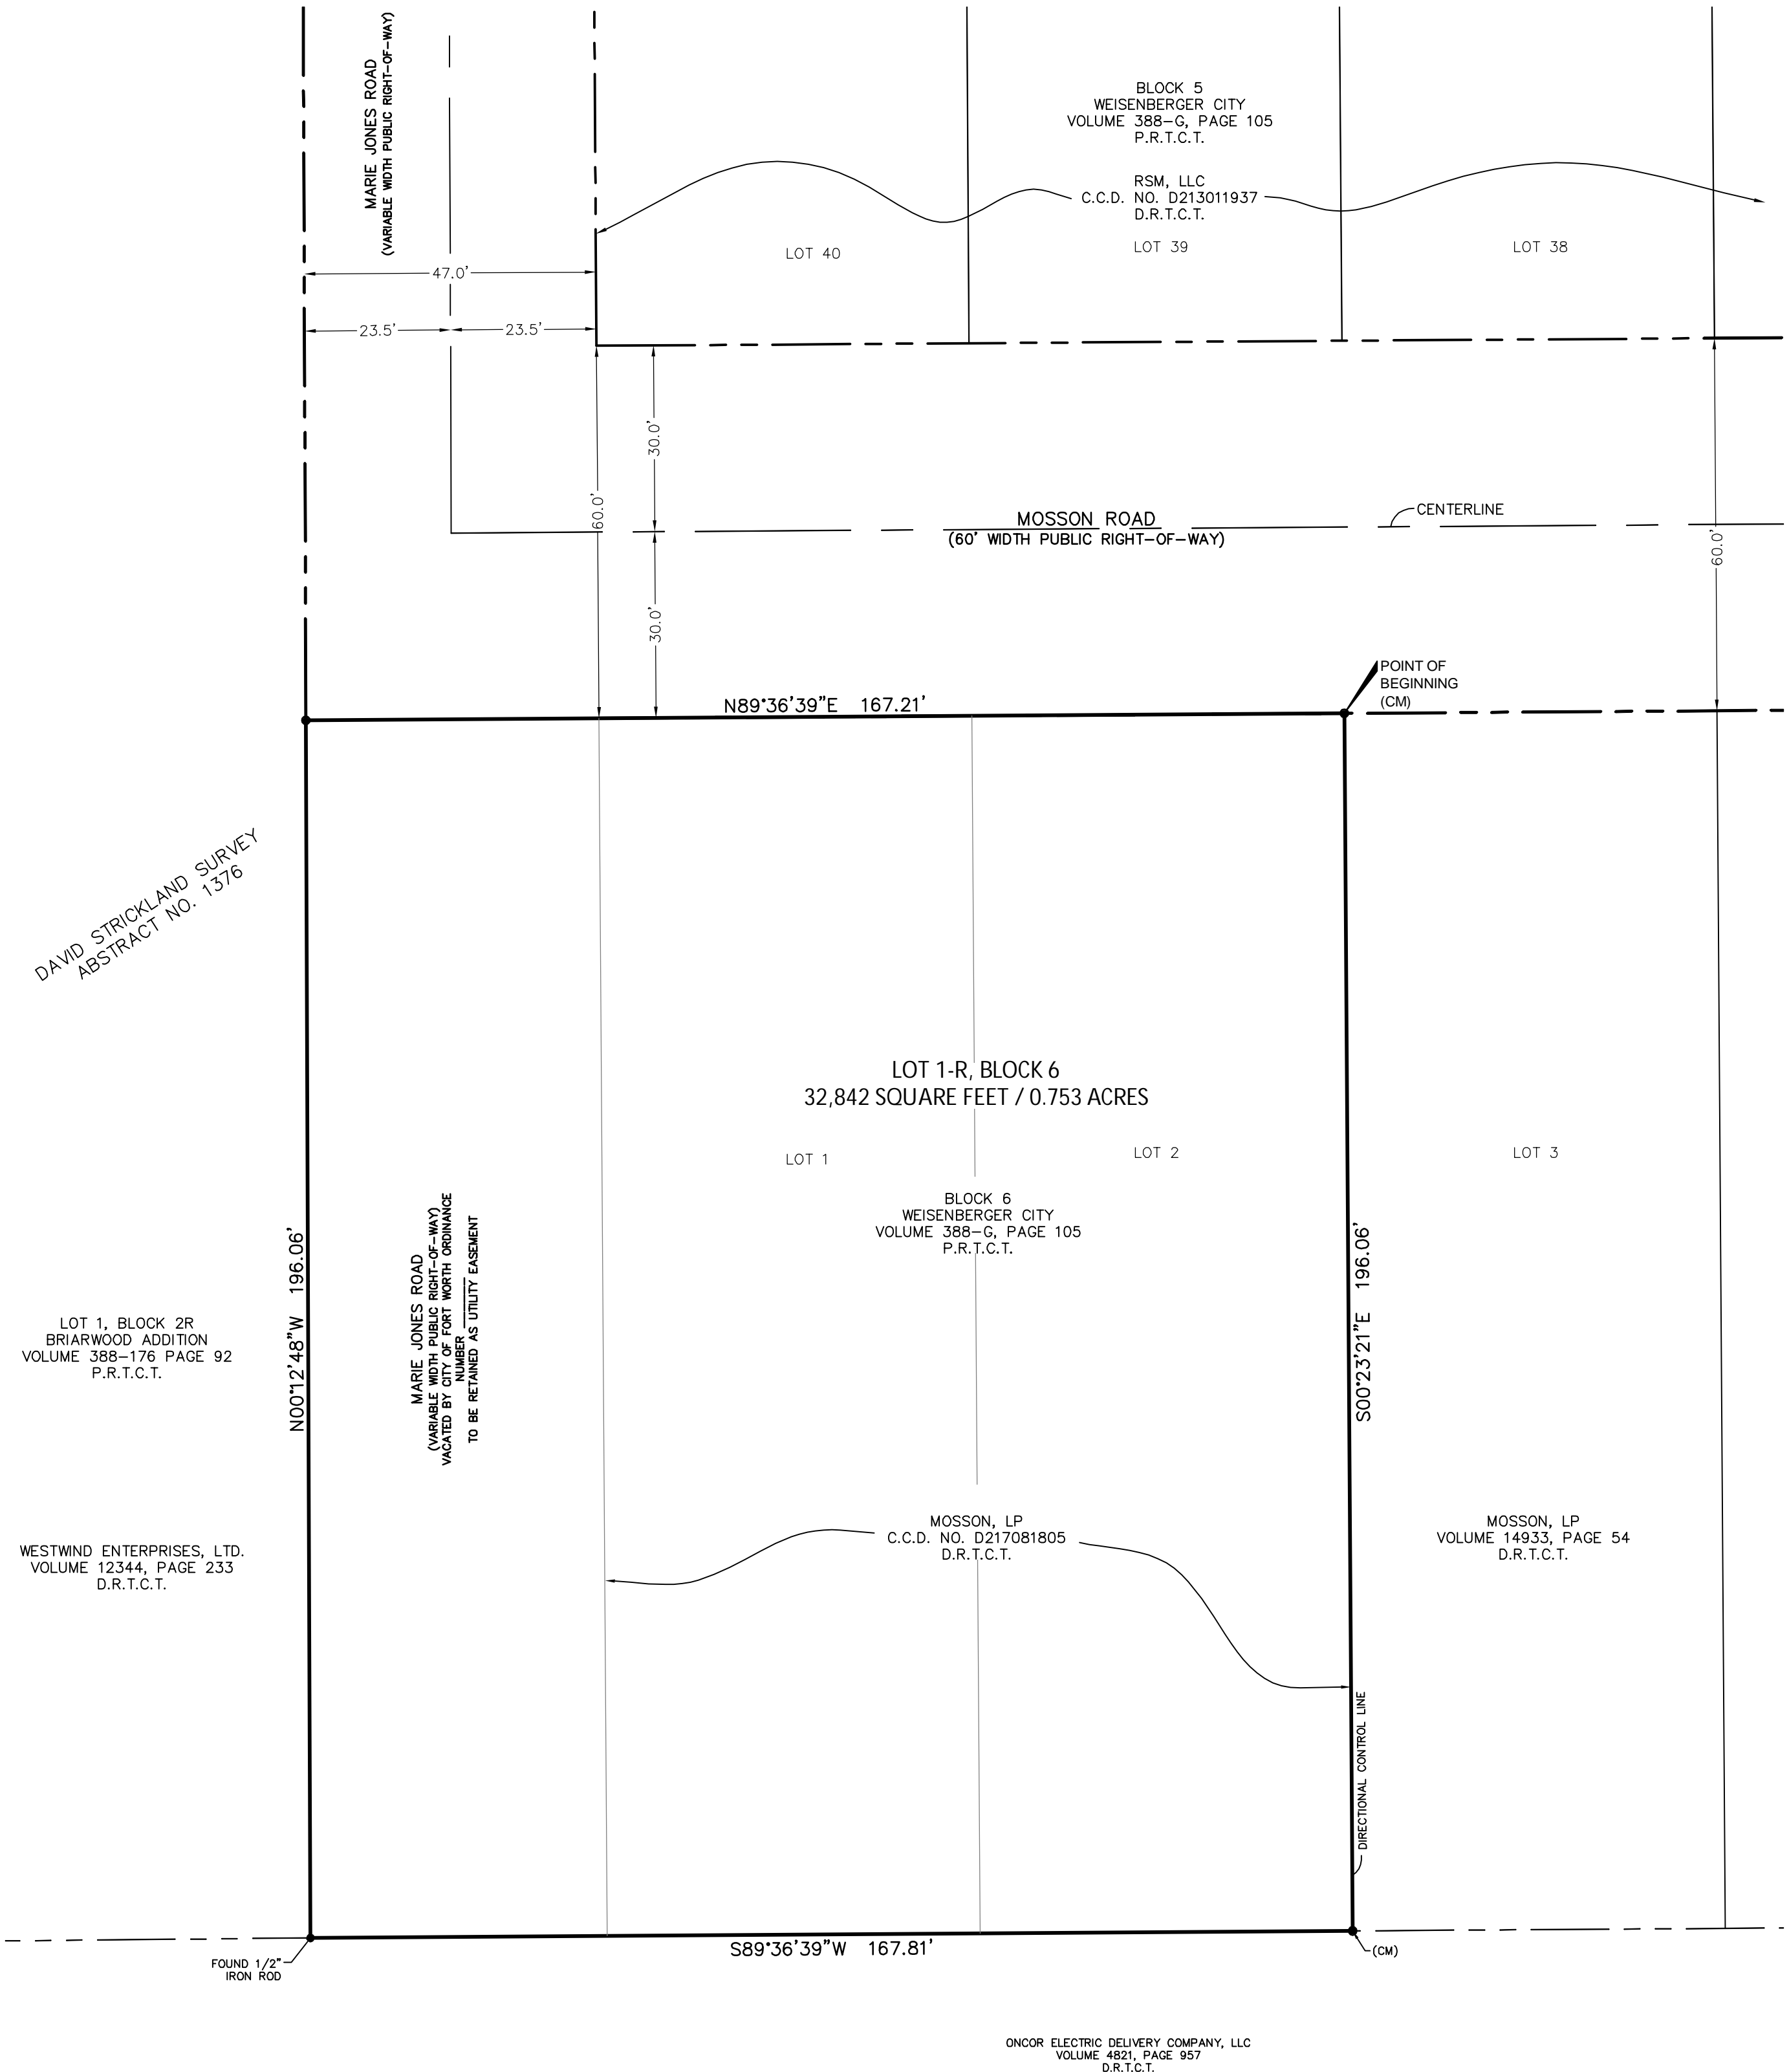 MARIE JONES ROAD
(VARIABLE WIDTH PUBLIC RIGHT-OF-WAY)
BLOCK 5
WEISENBERGER CITY
VOLUME 388-G, PAGE 105
P.R.T.C.T.
RSM, LLC
C.C.D. NO. D213011937
D.R.T.C.T.
LOT 40
LOT 39
LOT 38
47.0'
23.5'
23.5'
30.0'
60.0'
MOSSON ROAD
(60' WIDTH PUBLIC RIGHT-OF-WAY)
CENTERLINE
60.0'
30.0'
POINT OF
BEGINNING
(CM)
N89°36'39"E 167.21'
DAVID STRICKLAND SURVEY
ABSTRACT NO. 1376
LOT 1-R, BLOCK 6
32,842 SQUARE FEET / 0.753 ACRES
LOT 1
LOT 2
LOT 3
BLOCK 6
WEISENBERGER CITY
VOLUME 388-G, PAGE 105
P.R.T.C.T.
N00°12'48"W 196.06'
MARIE JONES ROAD
(VARIABLE WIDTH PUBLIC RIGHT-OF-WAY)
VACATED BY CITY OF FORT WORTH ORDINANCE
NUMBER ________
TO BE RETAINED AS UTILITY EASEMENT
S00°23'21"E 196.06'
LOT 1, BLOCK 2R
BRIARWOOD ADDITION
VOLUME 388-176 PAGE 92
P.R.T.C.T.
WESTWIND ENTERPRISES, LTD.
VOLUME 12344, PAGE 233
D.R.T.C.T.
MOSSON, LP
C.C.D. NO. D217081805
D.R.T.C.T.
MOSSON, LP
VOLUME 14933, PAGE 54
D.R.T.C.T.
DIRECTIONAL CONTROL LINE
S89°36'39"W 167.81'
(CM)
FOUND 1/2"
IRON ROD
ONCOR ELECTRIC DELIVERY COMPANY, LLC
VOLUME 4821, PAGE 957
D.R.T.C.T.